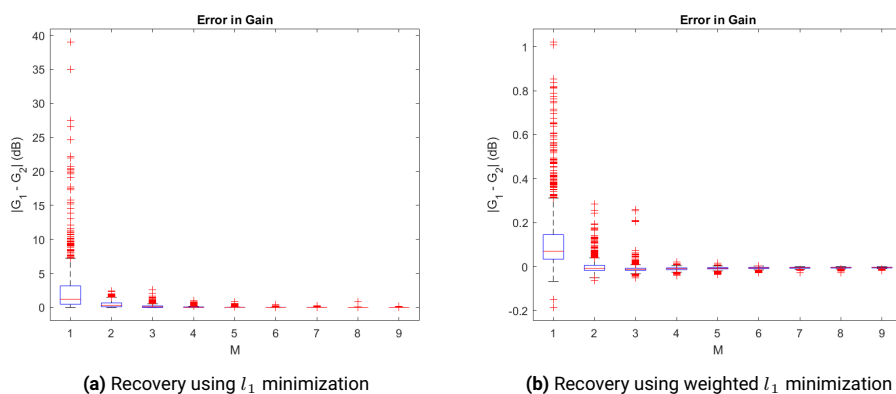 Error in Gain
40
35
30
25
20
15
10
5
0
|G₁ - G₂| (dB)
1 2 3 4 5 6 7 8 9
M
(a) Recovery using l₁ minimization
Error in Gain
1
0.8
0.6
0.4
0.2
0
-0.2
|G₁ - G₂| (dB)
1 2 3 4 5 6 7 8 9
M
(b) Recovery using weighted l₁ minimization